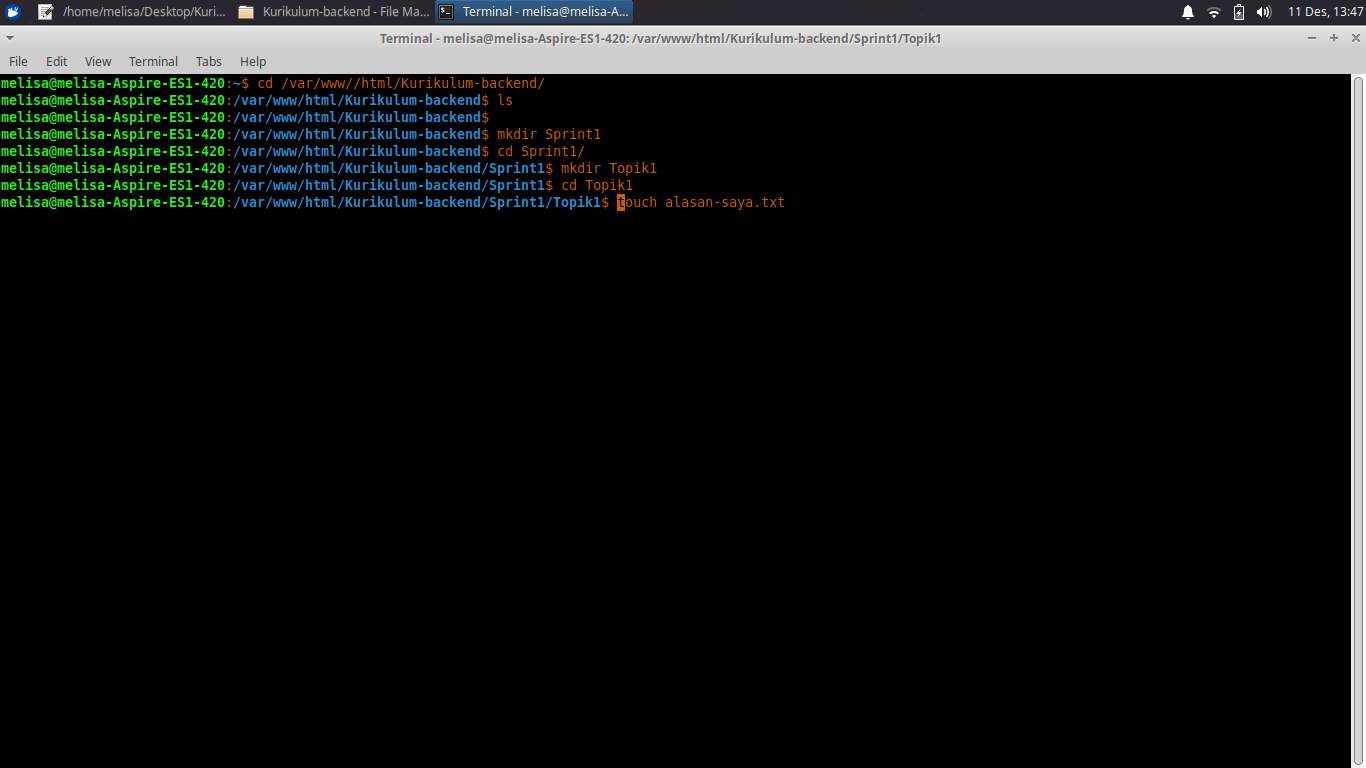 /home/melisa/Desktop/Kuri... Kurikulum-backend - File Ma... Terminal - melisa@melisa-A... 11 Des, 13:47
Terminal - melisa@melisa-Aspire-ES1-420: /var/www/html/Kurikulum-backend/Sprint1/Topik1
File Edit View Terminal Tabs Help
melisa@melisa-Aspire-ES1-420:~$ cd /var/www//html/Kurikulum-backend/
melisa@melisa-Aspire-ES1-420:/var/www/html/Kurikulum-backend$ ls
melisa@melisa-Aspire-ES1-420:/var/www/html/Kurikulum-backend$
melisa@melisa-Aspire-ES1-420:/var/www/html/Kurikulum-backend$ mkdir Sprint1
melisa@melisa-Aspire-ES1-420:/var/www/html/Kurikulum-backend$ cd Sprint1/
melisa@melisa-Aspire-ES1-420:/var/www/html/Kurikulum-backend/Sprint1$ mkdir Topik1
melisa@melisa-Aspire-ES1-420:/var/www/html/Kurikulum-backend/Sprint1$ cd Topik1
melisa@melisa-Aspire-ES1-420:/var/www/html/Kurikulum-backend/Sprint1/Topik1$ touch alasan-saya.txt